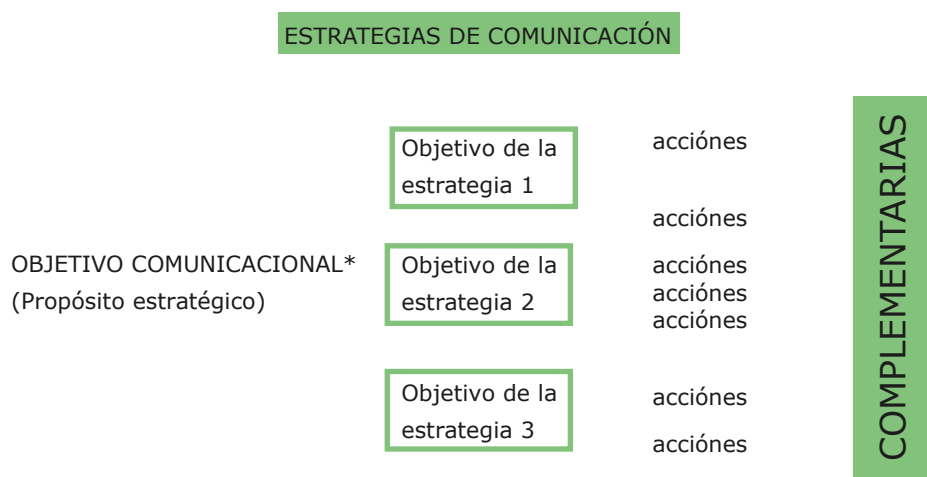 ESTRATEGIAS DE COMUNICACIÓN
OBJETIVO COMUNICACIONAL*
(Propósito estratégico)
Objetivo de la
estrategia 1
acciónes
acciónes
Objetivo de la
estrategia 2
acciónes
acciónes
acciónes
Objetivo de la
estrategia 3
acciónes
acciónes
COMPLEMENTARIAS